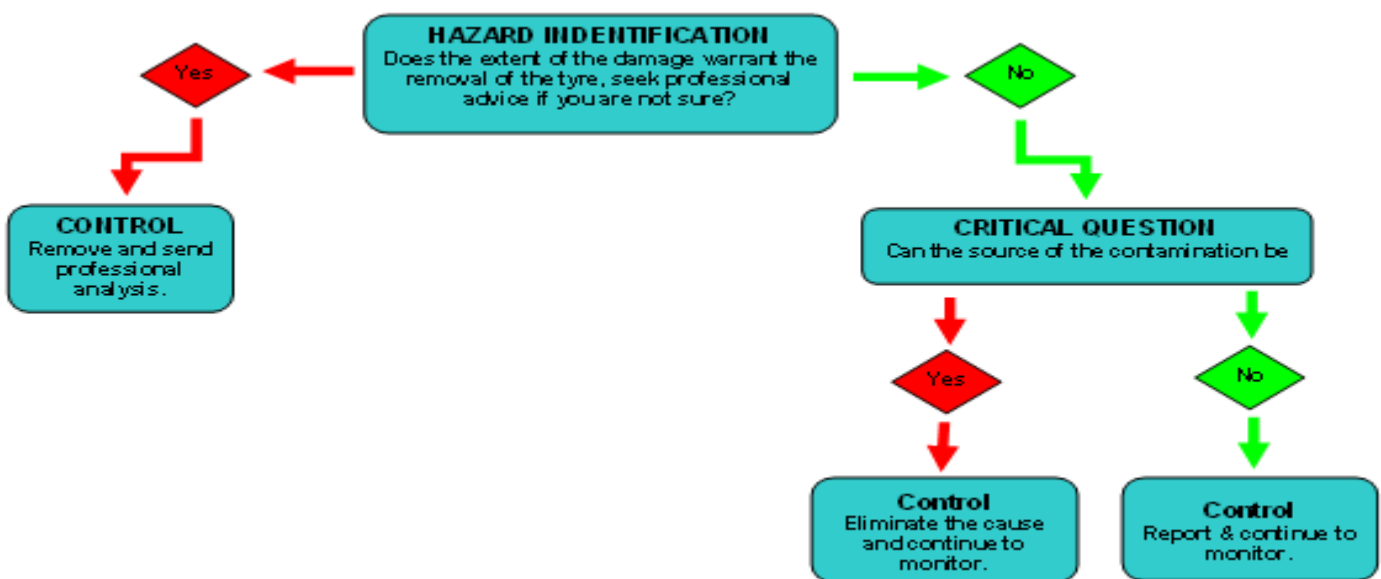 HAZARD INDENTIFICATION
Does the extent of the damage warrant the
removal of the tyre, seek professional
advice if you are not sure?
Yes
No
CONTROL
Remove and send
professional
analysis.
CRITICAL QUESTION
Can the source of the contamination be
Yes
No
Control
Eliminate the cause
and continue to
monitor.
Control
Report & continue to
monitor.